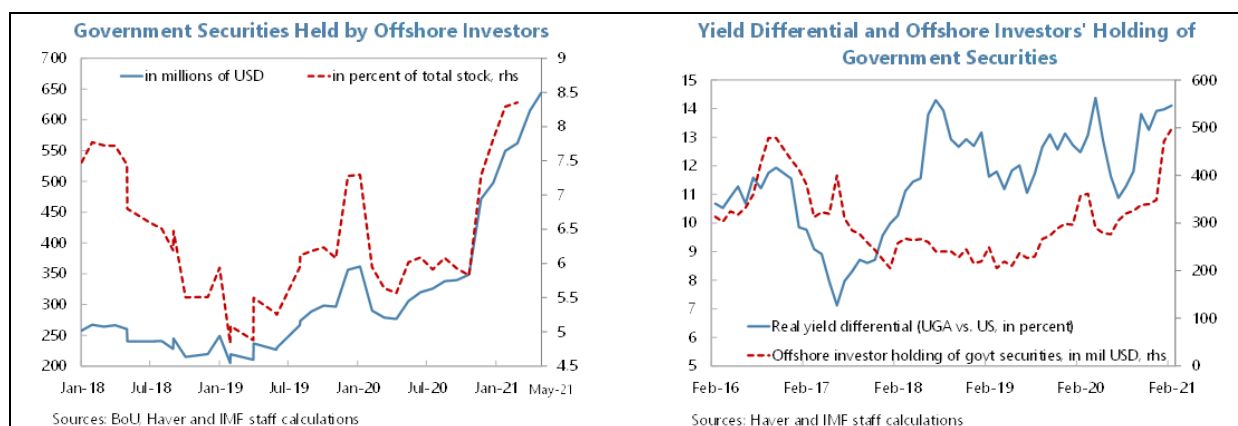 Government Securities Held by Offshore Investors
700
650
600
550
500
450
400
350
300
250
200
9
8.5
8
7.5
7
6.5
6
5.5
5
4.5
in millions of USD
in percent of total stock, rhs
Jan-18
Jul-18
Jan-19
Jul-19
Jan-20
Jul-20
Jan-21
May-21
Sources: BoU, Haver and IMF staff calculations
Yield Differential and Offshore Investors' Holding of
Government Securities
15
14
13
12
11
10
9
8
7
6
5
600
500
400
300
200
100
0
Real yield differential (UGA vs. US, in percent)
Offshore investor holding of govt securities, in mil USD, rhs
Feb-16
Feb-17
Feb-18
Feb-19
Feb-20
Feb-21
Sources: Haver and IMF staff calculations